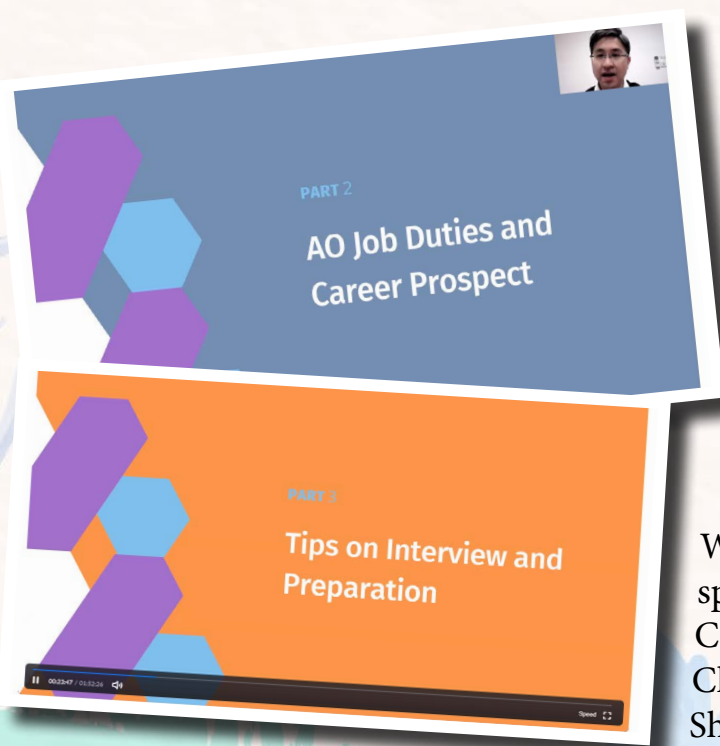 PART 2
AO Job Duties and
Career Prospect
PART 3
Tips on Interview and
Preparation
00:23:47 / 01:52:26
Speed
W
sp
C
Cl
Sh